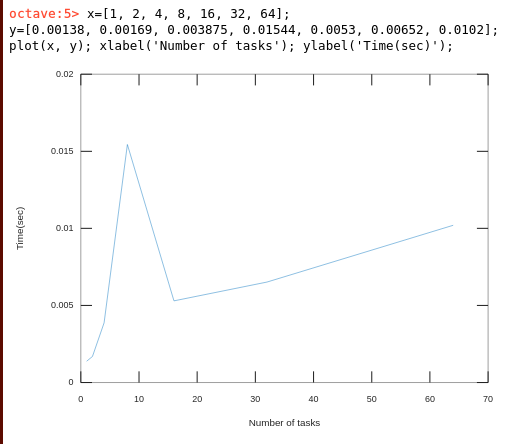 octave:5> x=[1, 2, 4, 8, 16, 32, 64];
y=[0.00138, 0.00169, 0.003875, 0.01544, 0.0053, 0.00652, 0.0102];
plot(x, y); xlabel('Number of tasks'); ylabel('Time(sec)');
0.02
0.015
Time(sec)
0.01
0.005
0
0 10 20 30 40 50 60 70
Number of tasks